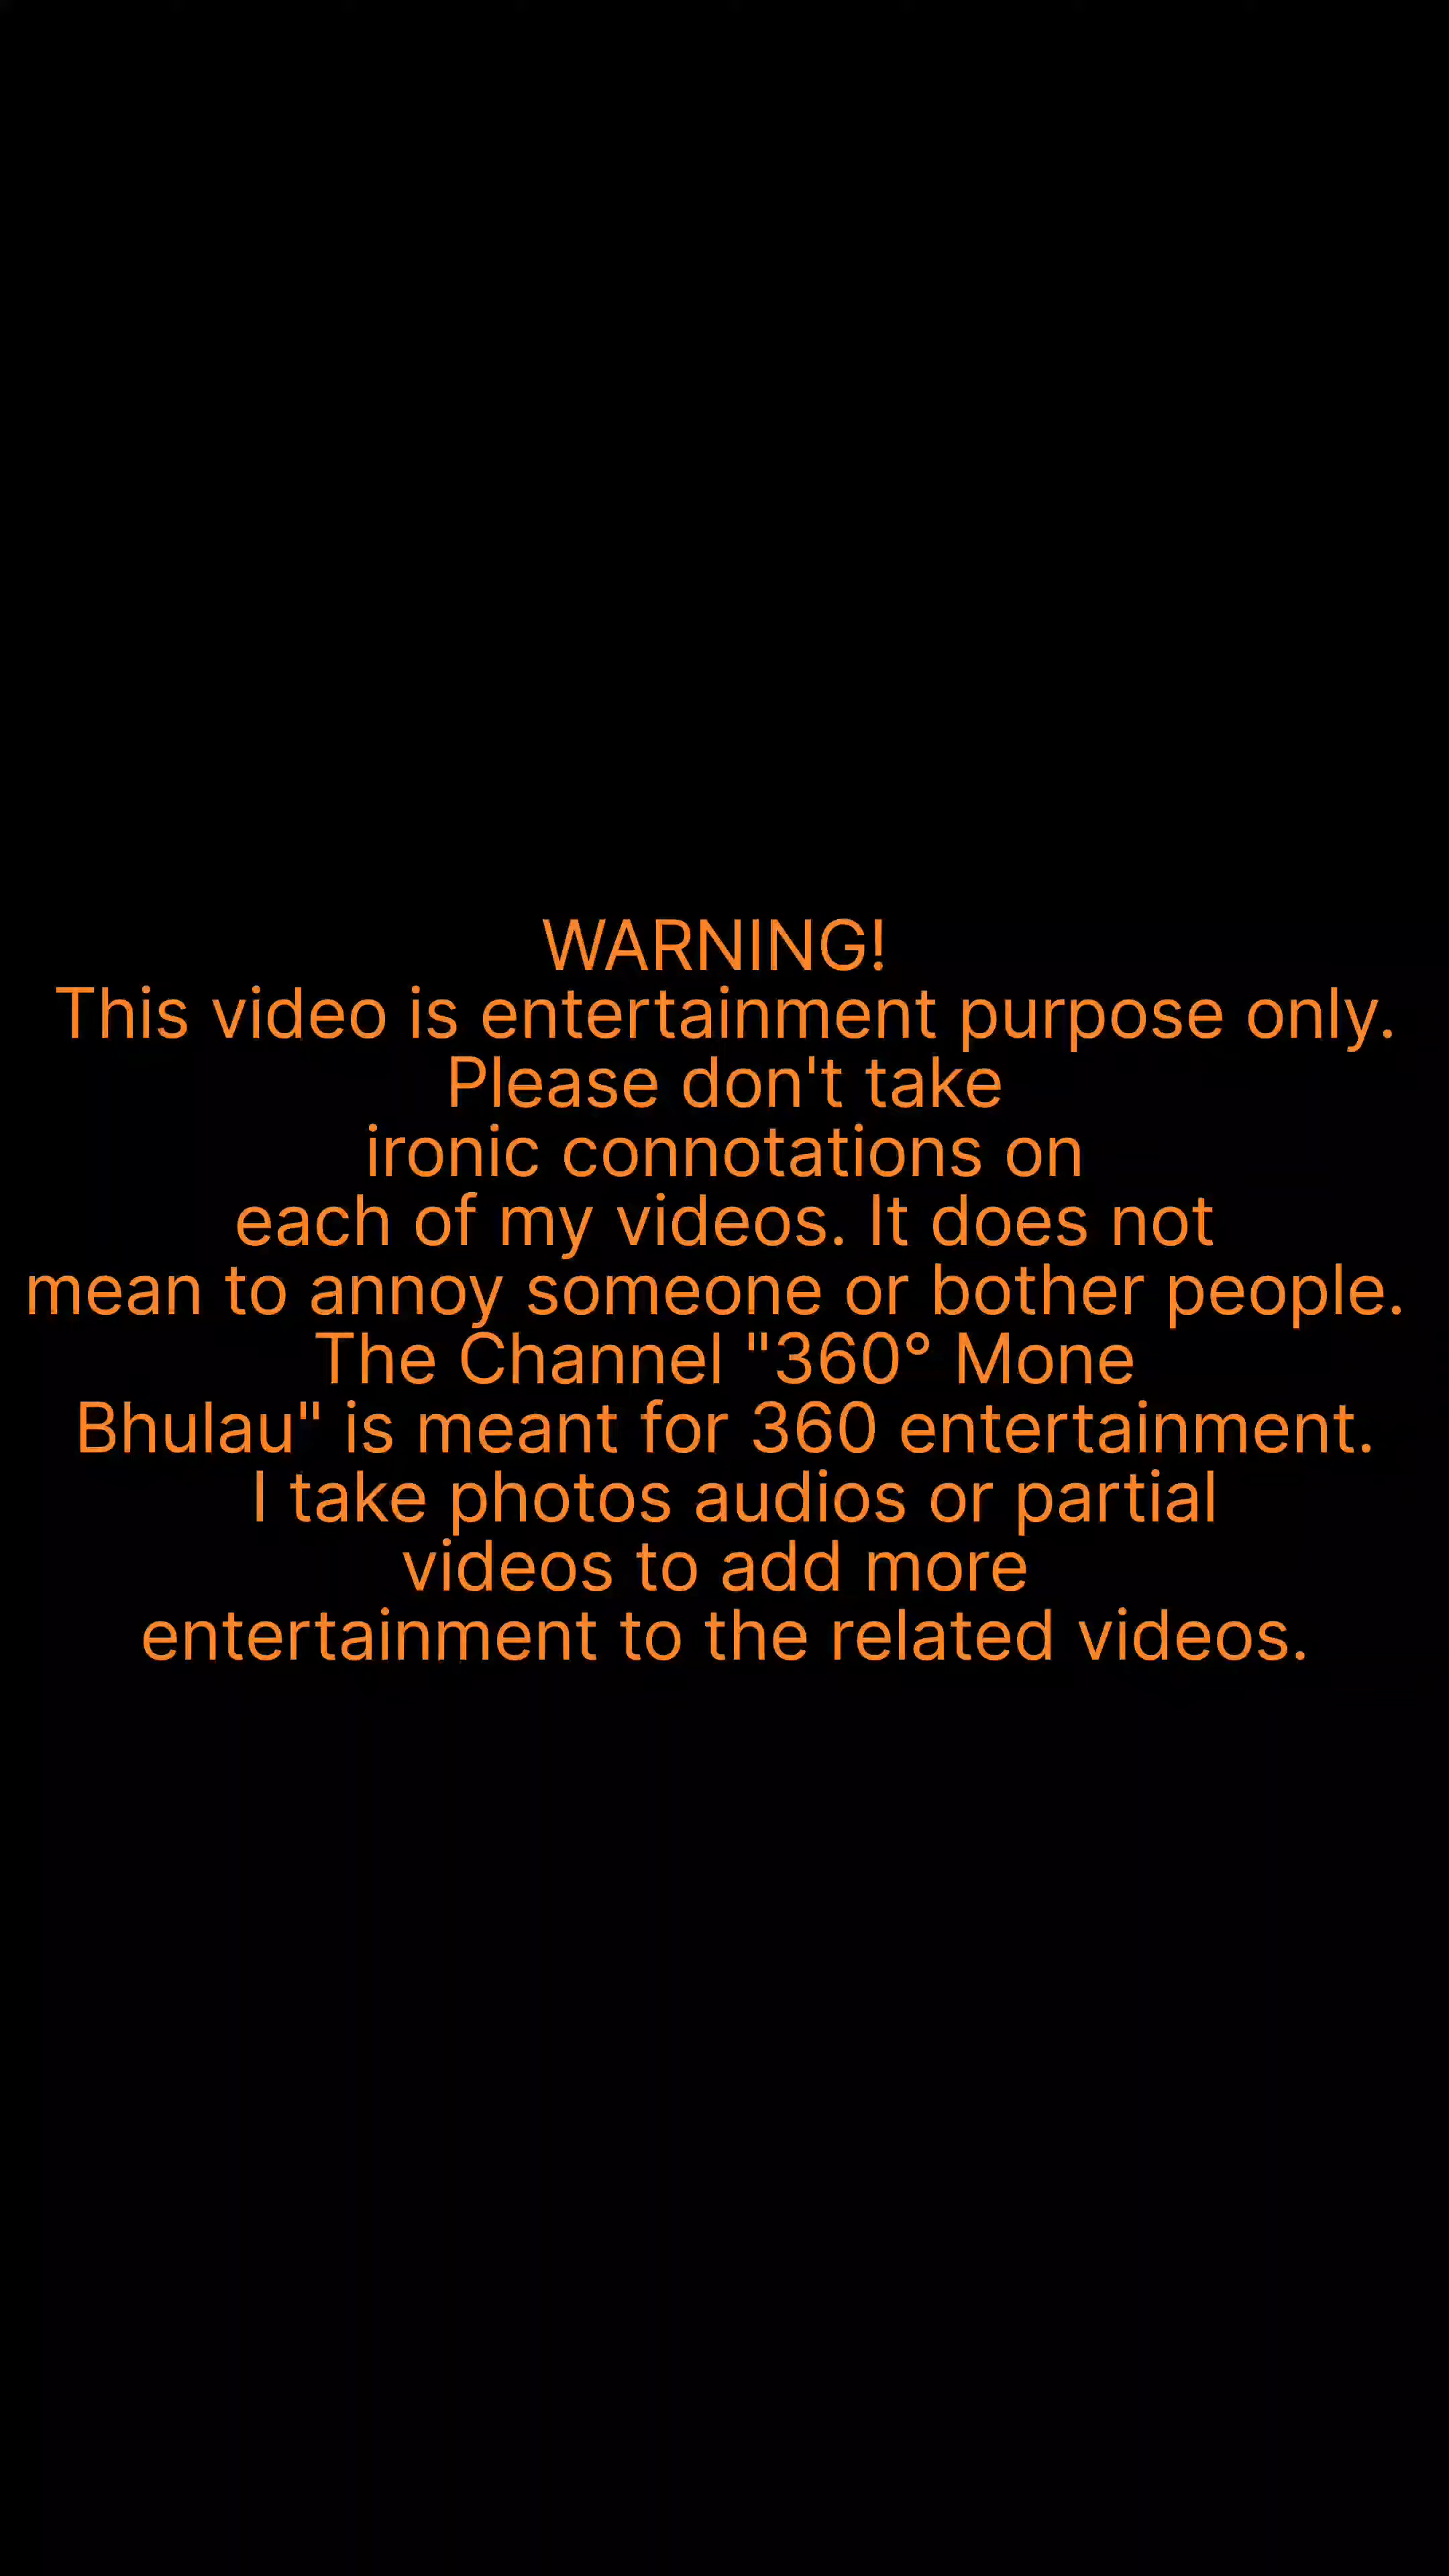 WARNING!
This video is entertainment purpose only.
Please don't take
ironic connotations on
each of my videos. It does not
mean to annoy someone or bother people.
The Channel "360° Mone
Bhulau" is meant for 360 entertainment.
I take photos audios or partial
videos to add more
entertainment to the related videos.